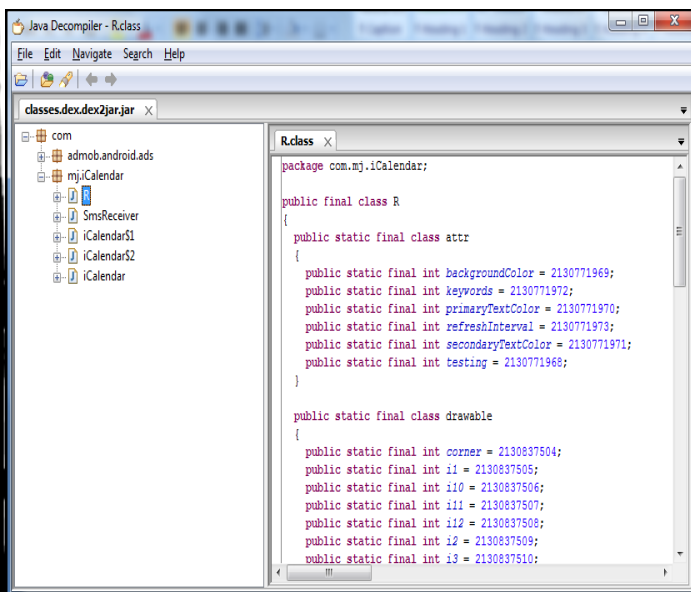 Java Decompiler - R.class
File Edit Navigate Search Help
classes.dex.dex2jar.jar
com
admob.android.ads
mj.iCalendar
R
SmsReceiver
iCalendar$1
iCalendar$2
iCalendar
R.class
package com.mj.iCalendar;
public final class R
{
public static final class attr
{
public static final int backgroundColor = 2130771969;
public static final int keywords = 2130771972;
public static final int primaryTextColor = 2130771970;
public static final int refreshInterval = 2130771973;
public static final int secondaryTextColor = 2130771971;
public static final int testing = 2130771968;
}
public static final class drawable
{
public static final int corner = 2130837504;
public static final int i1 = 2130837505;
public static final int i10 = 2130837506;
public static final int i11 = 2130837507;
public static final int i12 = 2130837508;
public static final int i2 = 2130837509;
public static final int i3 = 2130837510;